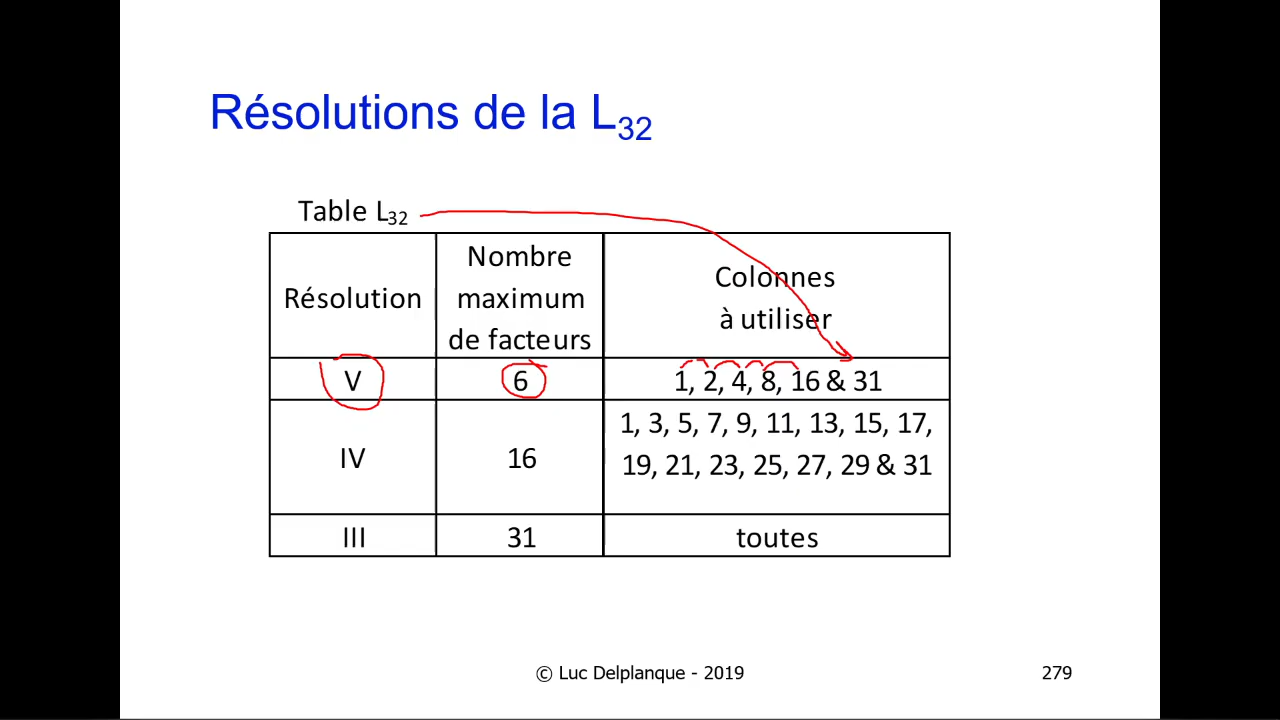 Résolutions de la L32
Table L32
Résolution
Nombre
maximum
de facteurs
Colonnes
à utiliser
V
6
1, 2, 4, 8, 16 & 31
IV
16
1, 3, 5, 7, 9, 11, 13, 15, 17,
19, 21, 23, 25, 27, 29 & 31
III
31
toutes
© Luc Delplanque - 2019
279